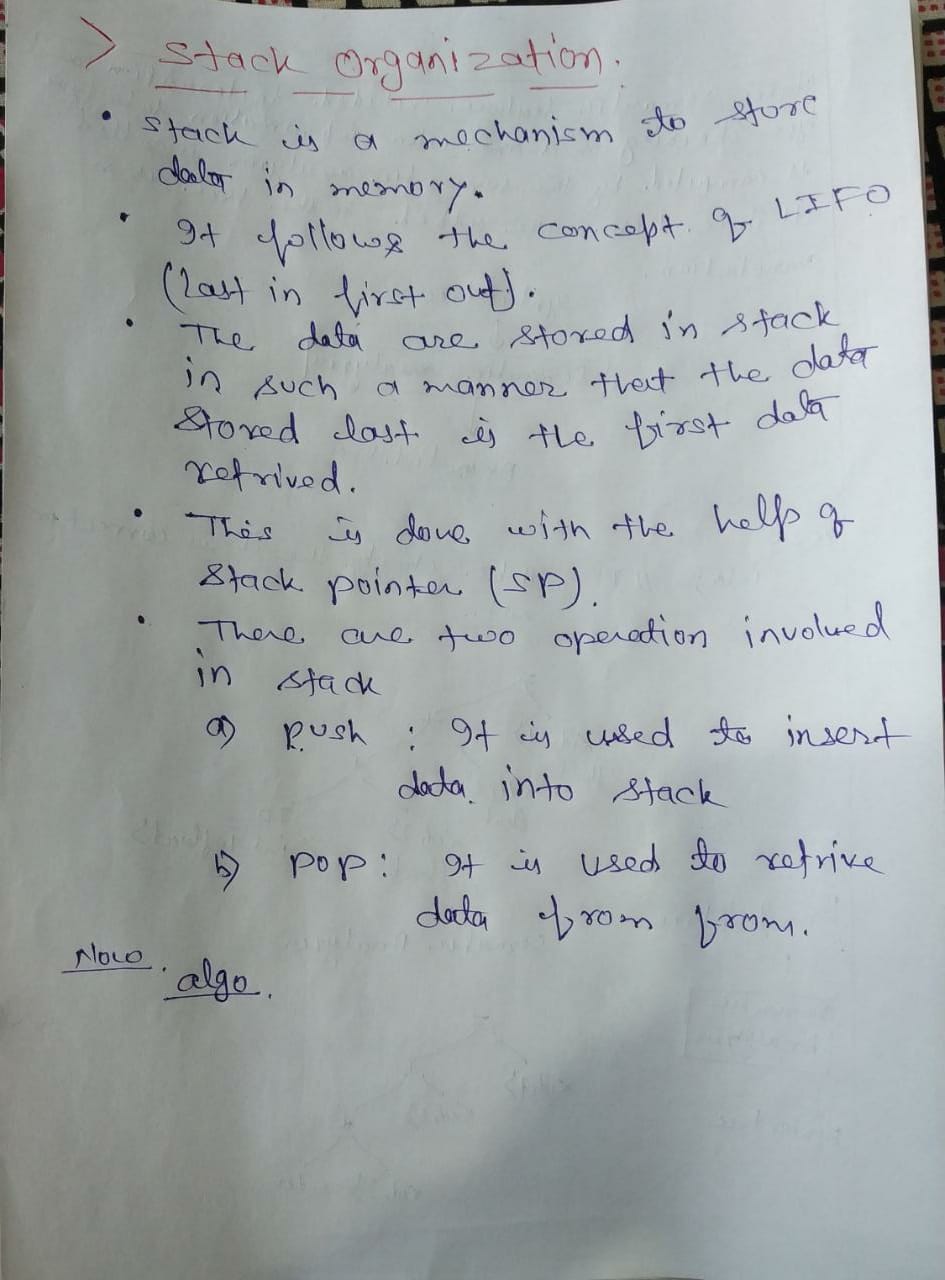 > Stack Organization.
• Stack is a mechanism to store
data in memory.
• It follows the concept of LIFO
(Last in first out).
• The data are stored in stack
in such a manner that the data
stored last is the first data
retrived.
• This is done with the help of
Stack pointer (SP).
• There are two operation involved
in stack
a) PUSH : It is used to insert
data into stack
b) POP : It is used to retrive
data from from.
Now
algo.